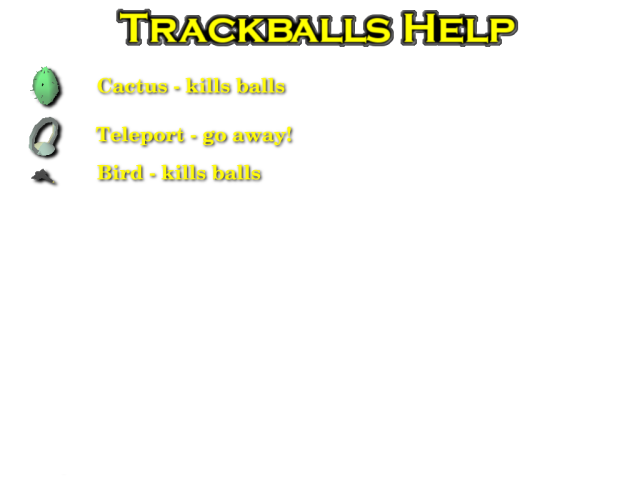 Trackballs Help
Cactus - kills balls
Teleport - go away!
Bird - kills balls